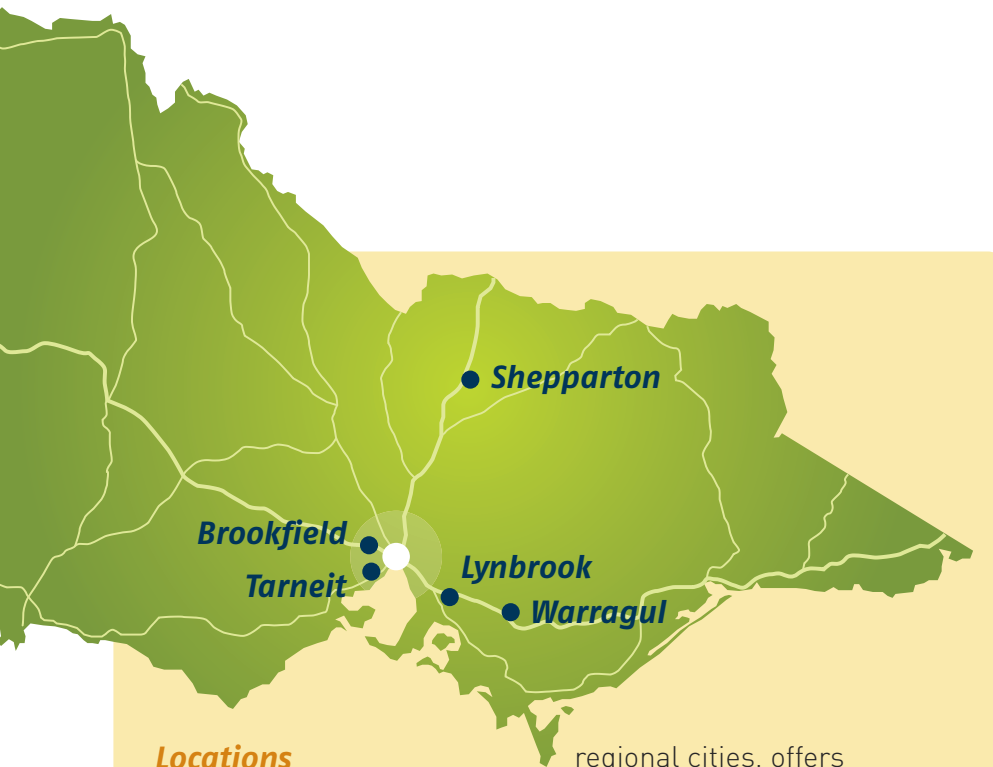 Shepparton
Brookfield
Lynbrook
Tarneit
Warragul
Locations
regional cities, offers